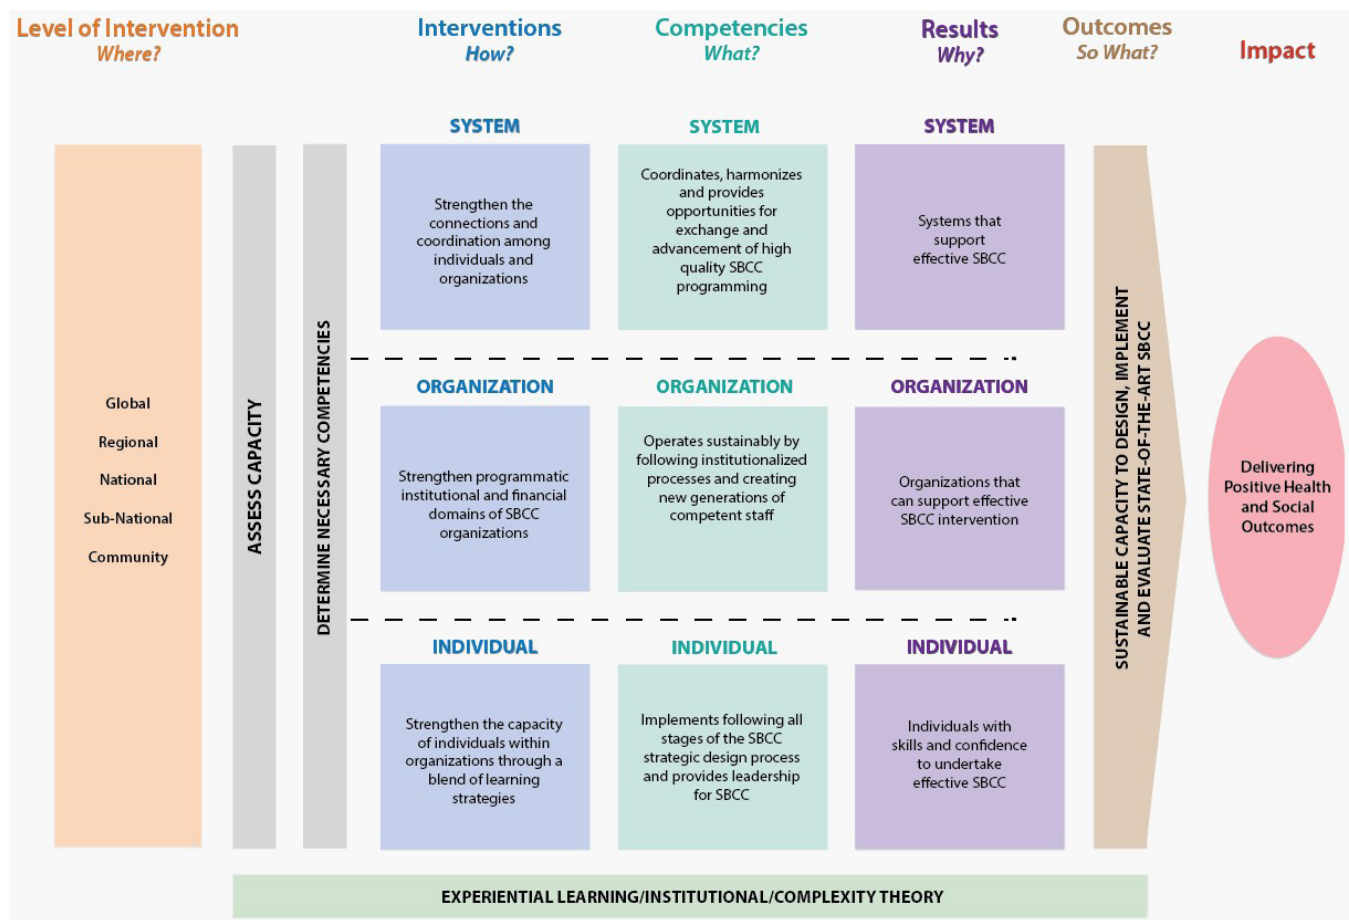 Level of Intervention
Where?
Interventions
How?
Competencies
What?
Results
Why?
Outcomes
So What?
Impact
Global
Regional
National
Sub-National
Community
ASSESS CAPACITY
DETERMINE NECESSARY COMPETENCIES
SYSTEM
Strengthen the
connections and
coordination among
individuals and
organizations
SYSTEM
Coordinates, harmonizes
and provides
opportunities for
exchange and
advancement of high
quality SBCC
programming
SYSTEM
Systems that
support
effective SBCC
ORGANIZATION
Strengthen programmatic
institutional and financial
domains of SBCC
organizations
ORGANIZATION
Operates sustainably by
following institutionalized
processes and creating
new generations of
competent staff
ORGANIZATION
Organizations that
can support effective
SBCC intervention
INDIVIDUAL
Strengthen the capacity
of individuals within
organizations through a
blend of learning
strategies
INDIVIDUAL
Implements following all
stages of the SBCC
strategic design process
and provides leadership
for SBCC
INDIVIDUAL
Individuals with
skills and confidence
to undertake
effective SBCC
SUSTAINABLE CAPACITY TO DESIGN, IMPLEMENT
AND EVALUATE STATE-OF-THE-ART SBCC
Delivering
Positive Health
and Social
Outcomes
EXPERIENTIAL LEARNING/INSTITUTIONAL/COMPLEXITY THEORY